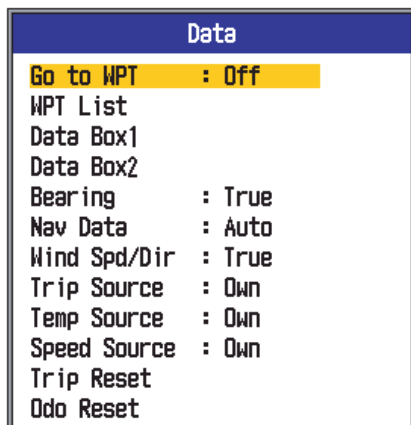 Data
Go to WPT : Off
WPT List
Data Box1
Data Box2
Bearing : True
Nav Data : Auto
Wind Spd/Dir : True
Trip Source : Own
Temp Source : Own
Speed Source : Own
Trip Reset
Odo Reset